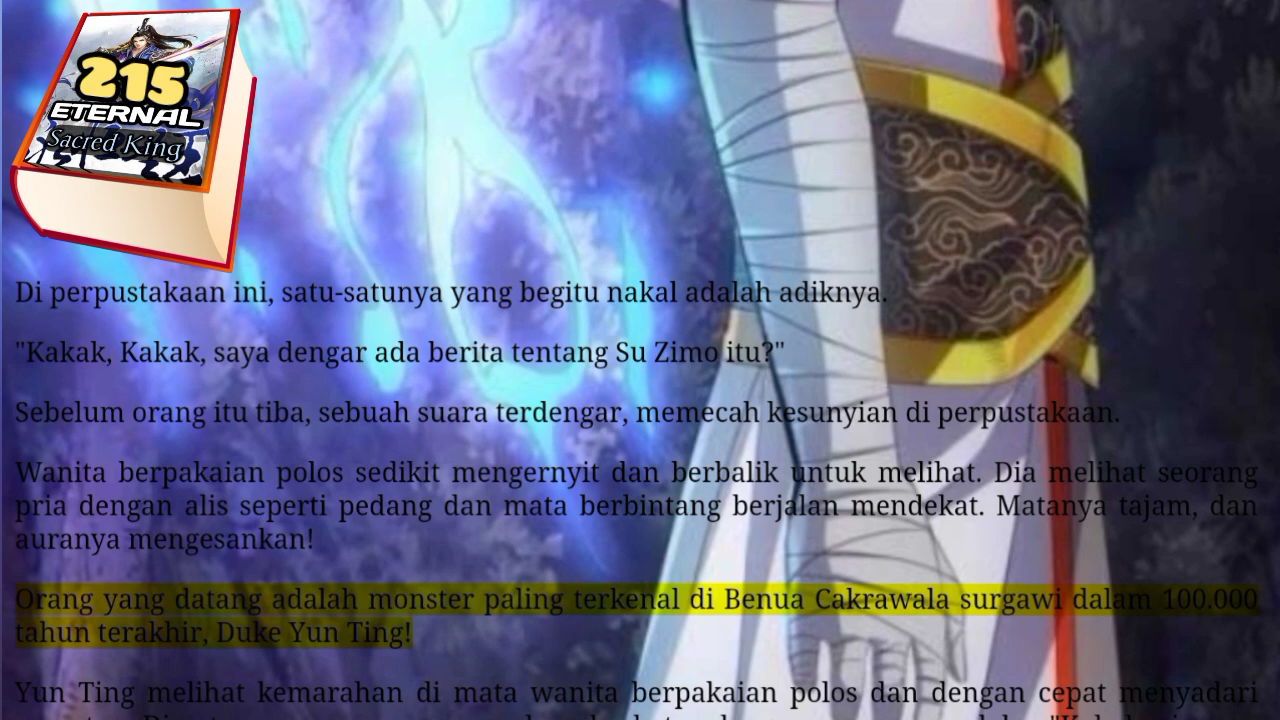 215
ETERNAL
Sacred King
Di perpustakaan ini, satu-satunya yang begitu nakal adalah adiknya.
"Kakak, Kakak, saya dengar ada berita tentang Su Zimo itu?"
Sebelum orang itu tiba, sebuah suara terdengar, memecah kesunyian di perpustakaan.
Wanita berpakaian polos sedikit mengernyit dan berbalik untuk melihat. Dia melihat seorang
pria dengan alis seperti pedang dan mata berbintang berjalan mendekat. Matanya tajam, dan
auranya mengesankan!
Orang yang datang adalah monster paling terkenal di Benua Cakrawala surgawi dalam 100.000
tahun terakhir, Duke Yun Ting!
Yun Ting melihat kemarahan di mata wanita berpakaian polos dan dengan cepat menyadari